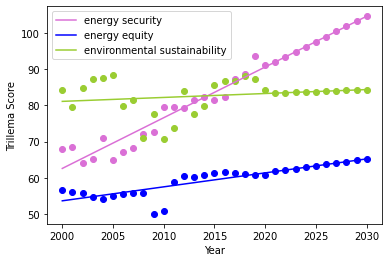 energy security
energy equity
environmental sustainability
100
90
80
70
60
50
Trillema Score
2000 2005 2010 2015 2020 2025 2030
Year